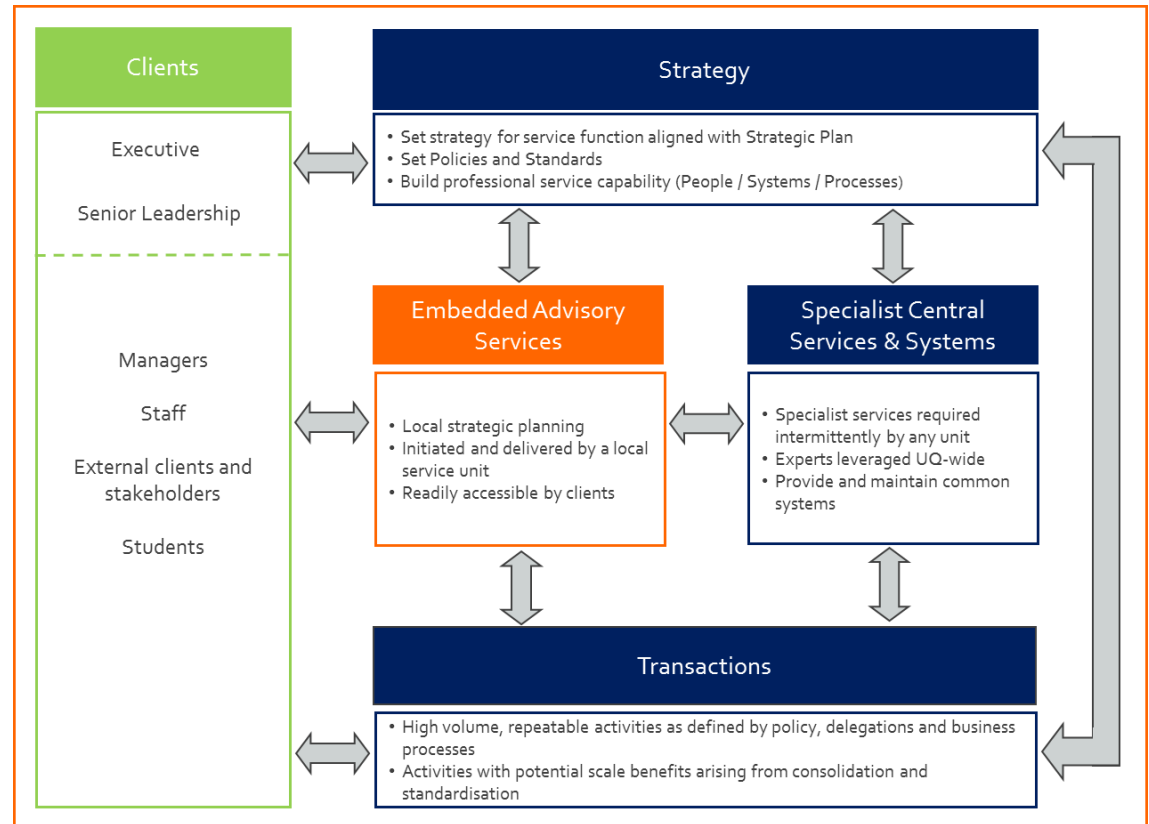 Clients
Executive
Senior Leadership
Managers
Staff
External clients and
stakeholders
Students
Strategy
• Set strategy for service function aligned with Strategic Plan
• Set Policies and Standards
• Build professional service capability (People / Systems / Processes)
Embedded Advisory
Services
• Local strategic planning
• Initiated and delivered by a local
service unit
• Readily accessible by clients
Specialist Central
Services & Systems
• Specialist services required
intermittently by any unit
• Experts leveraged UQ-wide
• Provide and maintain common
systems
Transactions
• High volume, repeatable activities as defined by policy, delegations and business
processes
• Activities with potential scale benefits arising from consolidation and
standardisation